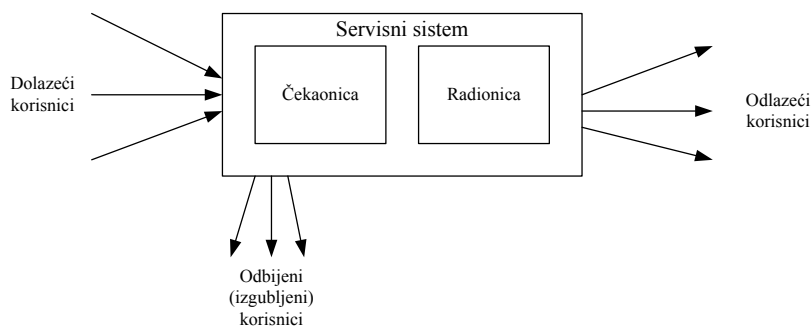 Servisni sistem
Dolazeći
korisnici
Čekaonica
Radionica
Odlazeći
korisnici
Odbijeni
(izgubljeni)
korisnici